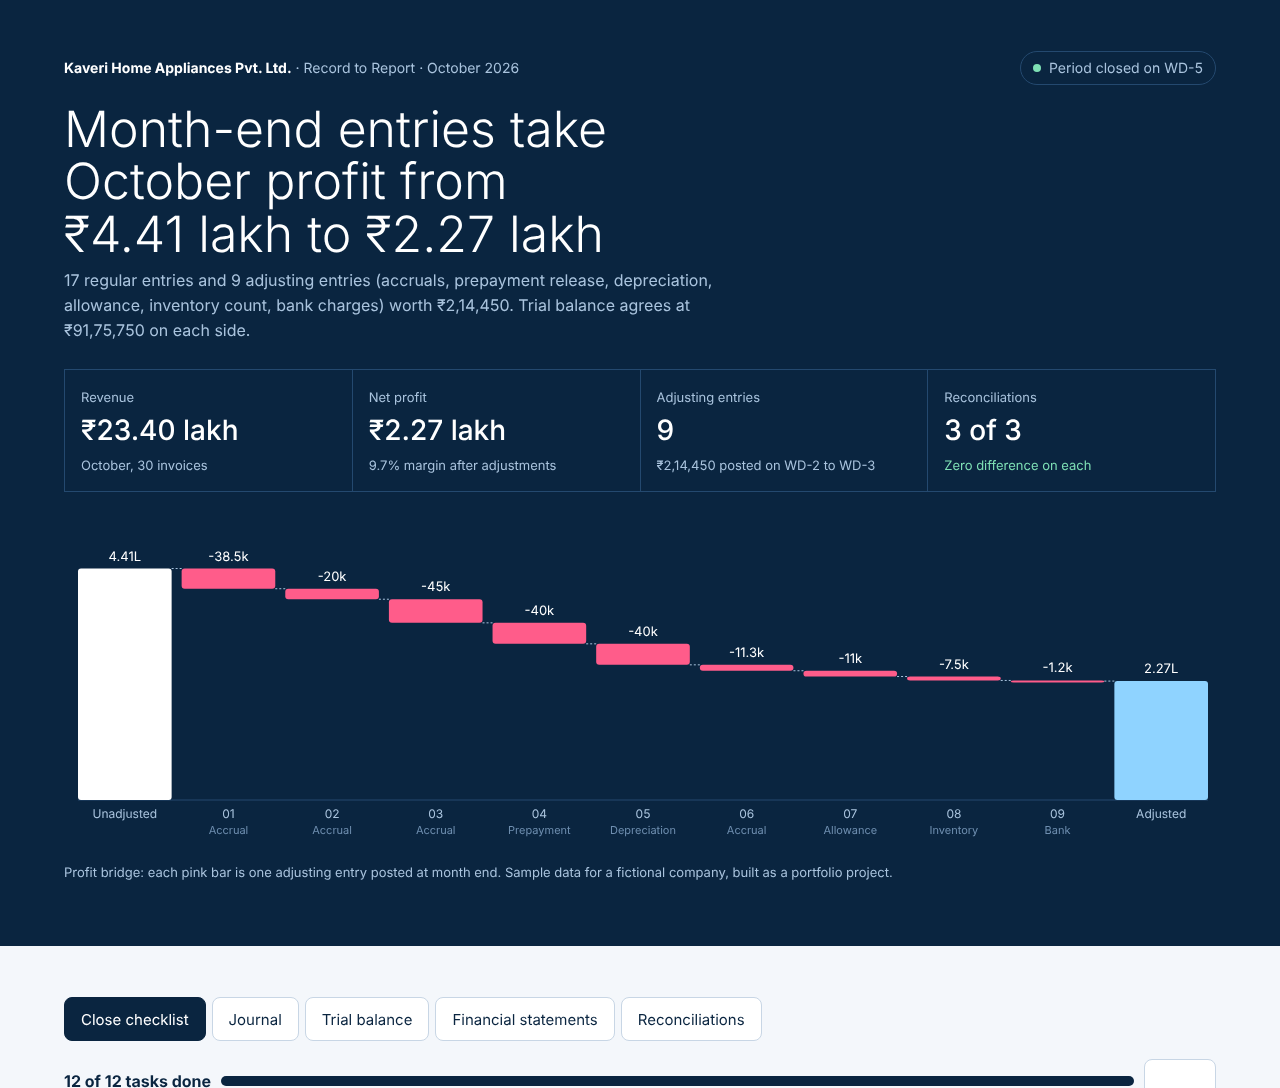 Kaveri Home Appliances Pvt. Ltd. · Record to Report · October 2026
Period closed on WD-5
Month-end entries take
October profit from
₹4.41 lakh to ₹2.27 lakh
17 regular entries and 9 adjusting entries (accruals, prepayment release, depreciation,
allowance, inventory count, bank charges) worth ₹2,14,450. Trial balance agrees at
₹91,75,750 on each side.
Revenue
₹23.40 lakh
October, 30 invoices
Net profit
₹2.27 lakh
9.7% margin after adjustments
Adjusting entries
9
₹2,14,450 posted on WD-2 to WD-3
Reconciliations
3 of 3
Zero difference on each
4.41L
-38.5k
-20k
-45k
-40k
-40k
-11.3k
-11k
-7.5k
-1.2k
2.27L
Unadjusted
01
Accrual
02
Accrual
03
Accrual
04
Prepayment
05
Depreciation
06
Accrual
07
Allowance
08
Inventory
09
Bank
Adjusted
Profit bridge: each pink bar is one adjusting entry posted at month end. Sample data for a fictional company, built as a portfolio project.
Close checklist
Journal
Trial balance
Financial statements
Reconciliations
12 of 12 tasks done